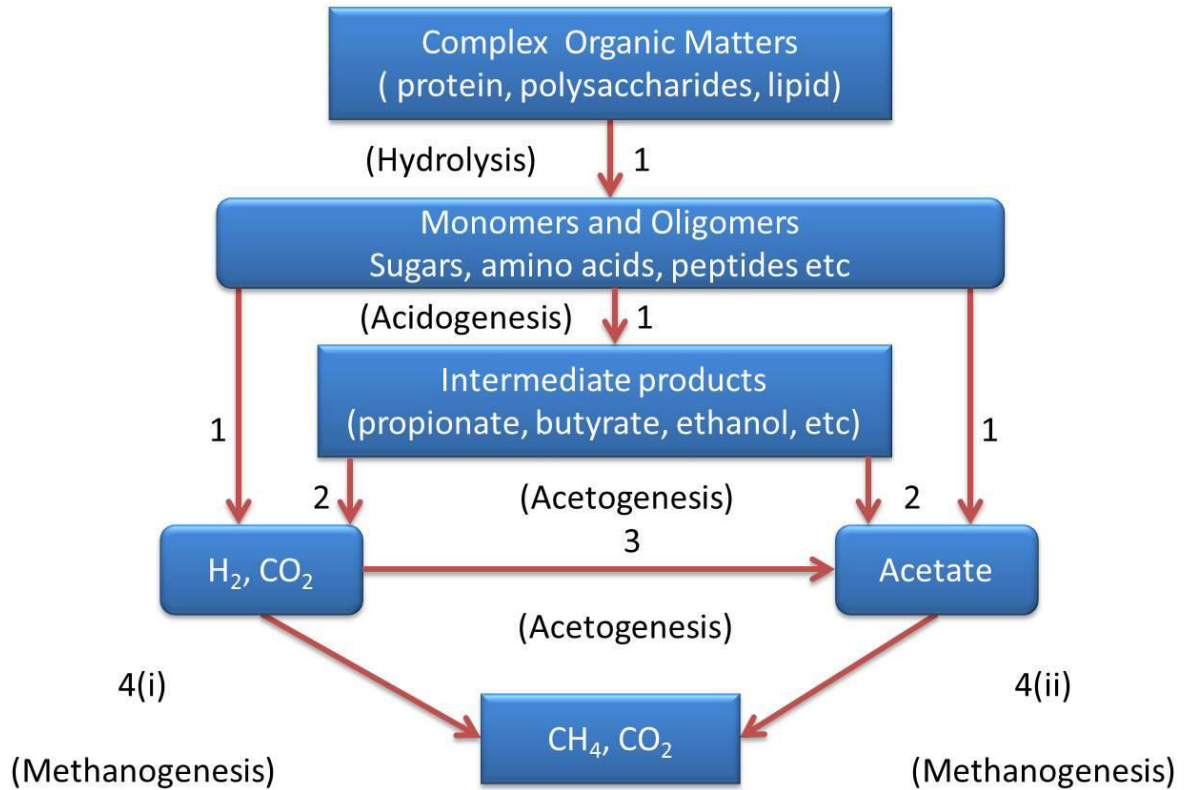 Complex Organic Matters
( protein, polysaccharides, lipid)
(Hydrolysis) 1
Monomers and Oligomers
Sugars, amino acids, peptides etc
(Acidogenesis) 1
Intermediate products
(propionate, butyrate, ethanol, etc)
1 1
2 (Acetogenesis) 2
3
H₂, CO₂ Acetate
(Acetogenesis)
4(i) 4(ii)
CH₄, CO₂
(Methanogenesis) (Methanogenesis)